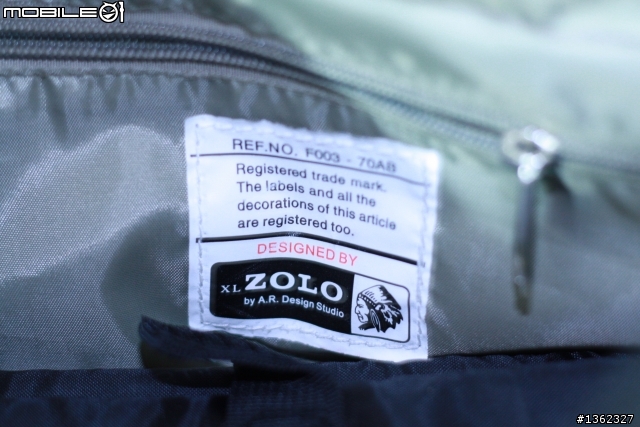 MOBILE01
REF.NO. F003 - 70AB
Registered trade mark.
The labels and all the
decorations of this article
are registered too.
DESIGNED BY
XL ZOLO
by A.R. Design Studio
#1362327